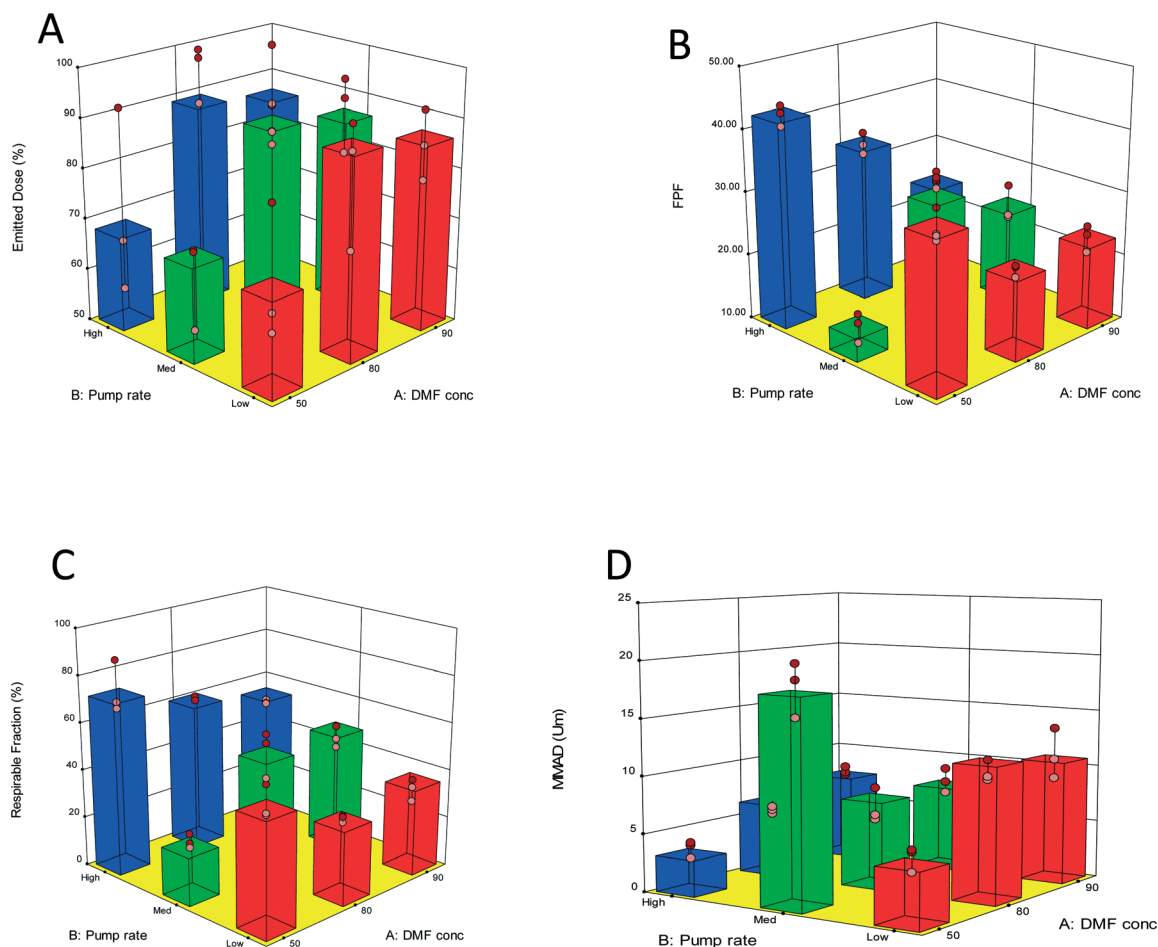 A
Emitted Dose (%)
100
90
80
70
60
50
High
Med
Low
50
80
90
B: Pump rate
A: DMF conc
B
FPF
50.00
40.00
30.00
20.00
10.00
High
Med
Low
50
80
90
B: Pump rate
A: DMF conc
C
Respirable Fraction (%)
100
80
60
40
20
0
High
Med
Low
50
80
90
B: Pump rate
A: DMF conc
D
MMAD (Um)
25
20
15
10
5
0
High
Med
Low
50
80
90
B: Pump rate
A: DMF conc